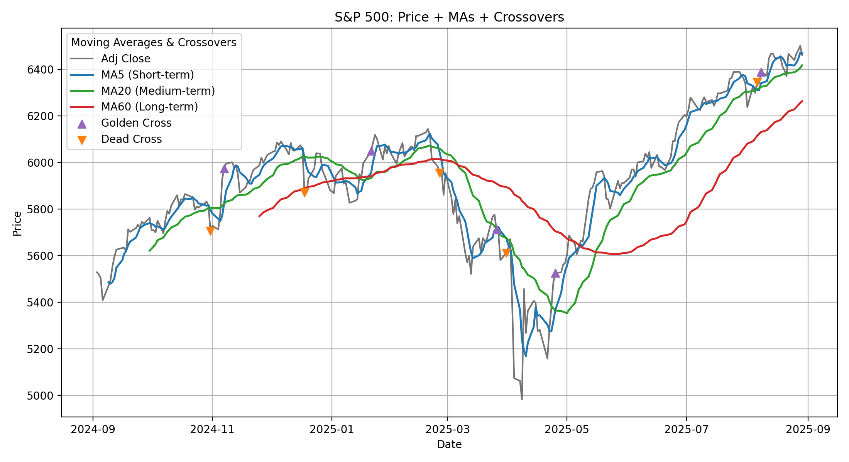 S&P 500: Price + MAs + Crossovers
Moving Averages & Crossovers
Adj Close
MA5 (Short-term)
MA20 (Medium-term)
MA60 (Long-term)
Golden Cross
Dead Cross
Price
6400
6200
6000
5800
5600
5400
5200
5000
2024-09 2024-11 2025-01 2025-03 2025-05 2025-07 2025-09
Date